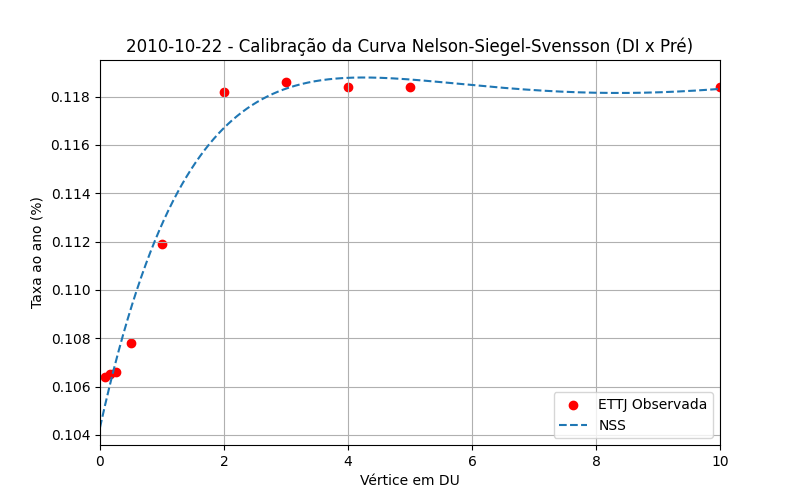 2010-10-22 - Calibração da Curva Nelson-Siegel-Svensson (DI x Pré)
Taxa ao ano (%)
0.118
0.116
0.114
0.112
0.110
0.108
0.106
0.104
ETTJ Observada
NSS
0 2 4 6 8 10
Vértice em DU